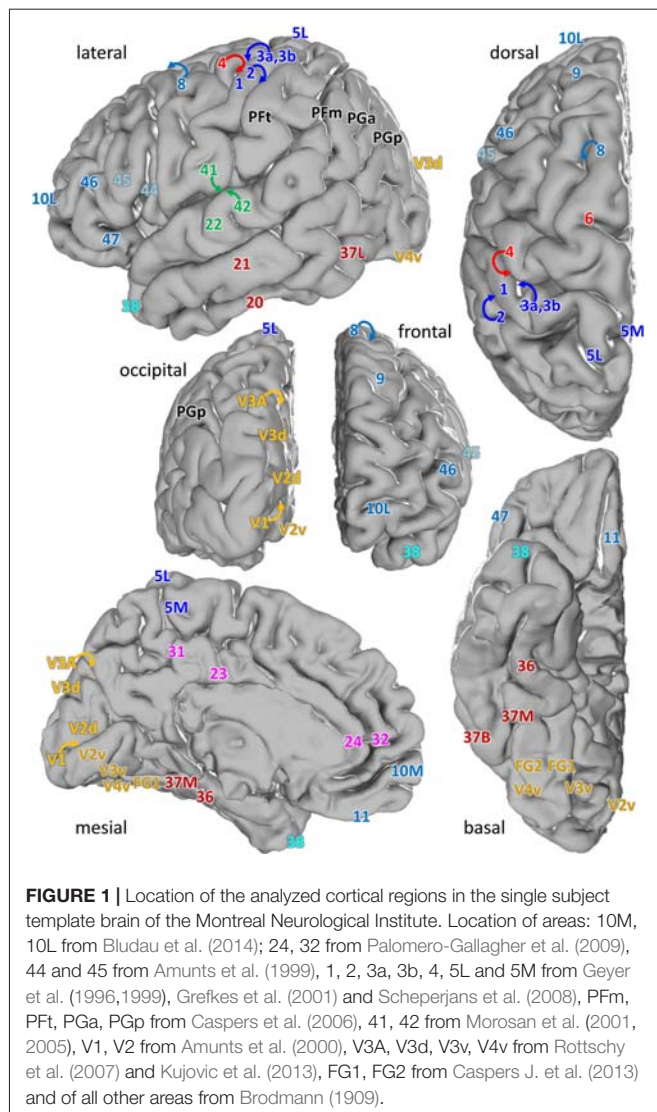 lateral
5L
4
3a,3b
8
2
1
PFt
PFm
PGa
PGp
V3d
41
46
45
44
10L
42
22
47
21
37L
V4v
38
20
dorsal
10L
9
46
45
8
6
4
1
3a,3b
2
5M
5L
occipital
5L
PGp
V3A
V3d
V2d
V1
V2v
frontal
8
9
45
46
10L
38
mesial
5L
5M
31
23
V3A
V3d
V2d
V1
V2v
V3v
V4v
FG1
37M
36
24
32
10M
11
38
basal
47
11
38
36
37M
37B
FG2
FG1
V4v
V3v
V2v
FIGURE 1 | Location of the analyzed cortical regions in the single subject
template brain of the Montreal Neurological Institute. Location of areas: 10M,
10L from Bludau et al. (2014); 24, 32 from Palomero-Gallagher et al. (2009),
44 and 45 from Amunts et al. (1999), 1, 2, 3a, 3b, 4, 5L and 5M from Geyer
et al. (1996,1999), Grefkes et al. (2001) and Scheperjans et al. (2008), PFm,
PFt, PGa, PGp from Caspers et al. (2006), 41, 42 from Morosan et al. (2001,
2005), V1, V2 from Amunts et al. (2000), V3A, V3d, V3v, V4v from Rottschy
et al. (2007) and Kujovic et al. (2013), FG1, FG2 from Caspers J. et al. (2013)
and of all other areas from Brodmann (1909).